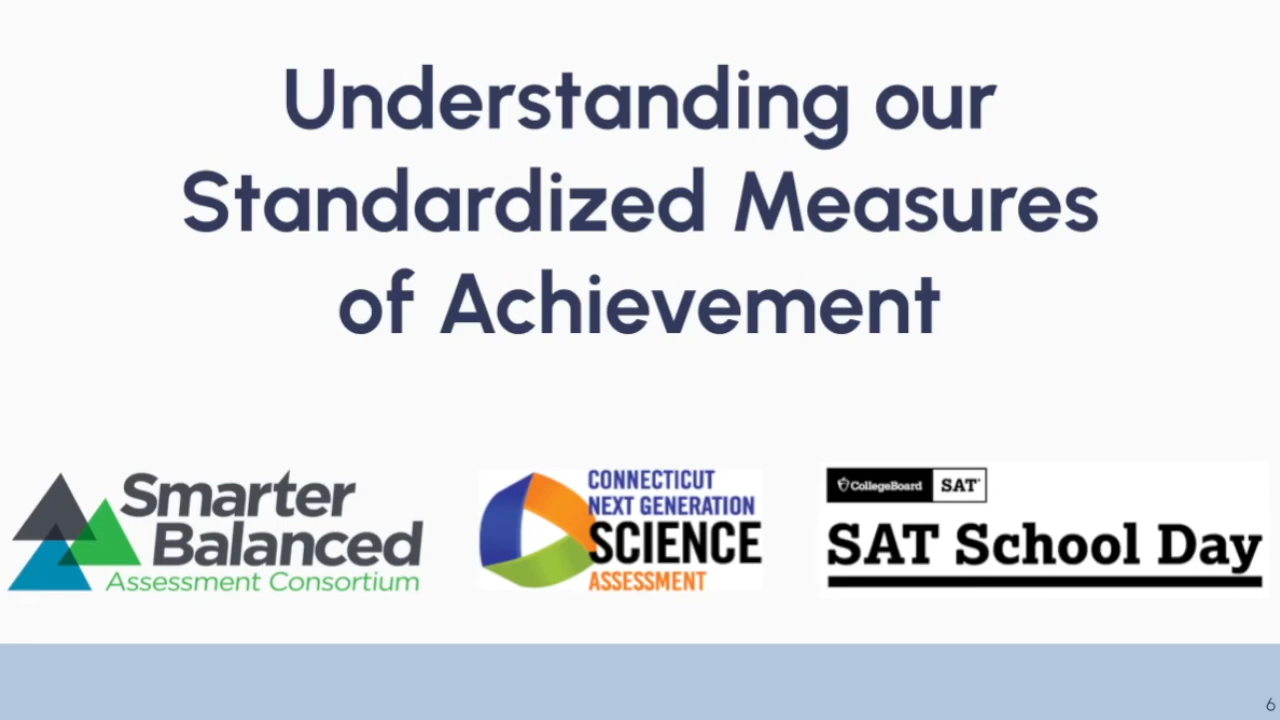 Understanding our
Standardized Measures
of Achievement
Smarter
Balanced
Assessment Consortium
CONNECTICUT
NEXT GENERATION
SCIENCE
ASSESSMENT
CollegeBoard SAT
SAT School Day
6